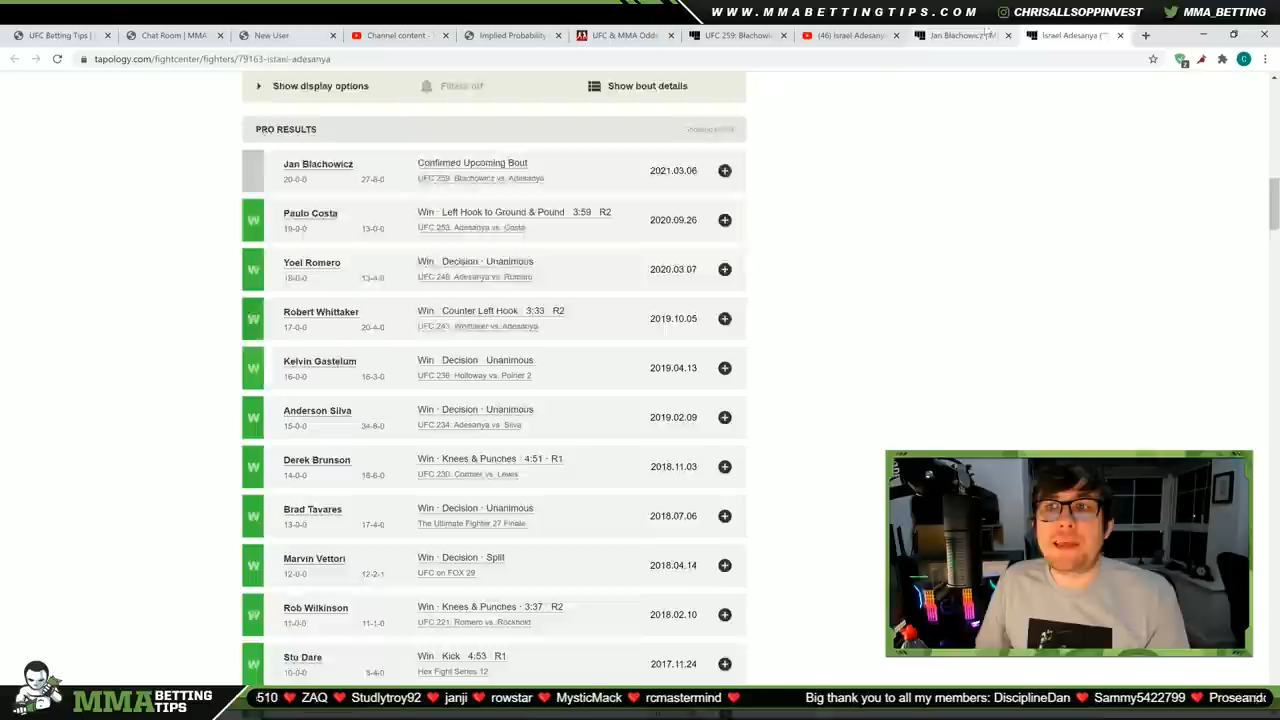 WWW.MMABETTINGTIPS.COM CHRISALLSOPPINVEST MMA_BETTING
UFC Betting Tips | Chat Room | MMA New User Channel content - Implied Probability UFC & MMA Odds UFC 259: Błachowicz (46) Israel Adesanya Jan Błachowicz Israel Adesanya ("
tapology.com/fightcenter/fighters/79163-israel-adesanya
Show display options Filters off Show bout details
PRO RESULTS
Jan Błachowicz Confirmed Upcoming Bout 2021.03.06
20-0-0 27-8-0 UFC 259: Błachowicz vs. Adesanya
W Paulo Costa Win · Left Hook to Ground & Pound · 3:59 · R2 2020.09.26
19-0-0 13-0-0 UFC 253: Adesanya vs. Costa
W Yoel Romero Win · Decision · Unanimous 2020.03.07
18-0-0 13-4-0 UFC 248: Adesanya vs. Romero
W Robert Whittaker Win · Counter Left Hook · 3:33 · R2 2019.10.05
17-0-0 20-4-0 UFC 243: Whittaker vs. Adesanya
W Kelvin Gastelum Win · Decision · Unanimous 2019.04.13
16-0-0 16-3-0 UFC 236: Holloway vs. Poirier 2
W Anderson Silva Win · Decision · Unanimous 2019.02.09
15-0-0 34-8-0 UFC 234: Adesanya vs. Silva
W Derek Brunson Win · Knees & Punches · 4:51 · R1 2018.11.03
14-0-0 18-6-0 UFC 230: Cormier vs. Lewis
W Brad Tavares Win · Decision · Unanimous 2018.07.06
13-0-0 17-4-0 The Ultimate Fighter 27 Finale
W Marvin Vettori Win · Decision · Split 2018.04.14
12-0-0 12-2-1 UFC on FOX 29
W Rob Wilkinson Win · Knees & Punches · 3:37 · R2 2018.02.10
11-0-0 11-1-0 UFC 221: Romero vs. Rockhold
W Stu Dare Win · Kick · 4:53 · R1 2017.11.24
10-0-0 3-4-0 Hex Fight Series 12
MMA BETTING TIPS
510 ❤ ZAQ ❤ Studlytroy92 ❤ janji ❤ rowstar ❤ MysticMack ❤ rcmastermind ❤ Big thank you to all my members: DisciplineDan ❤ Sammy5422799 ❤